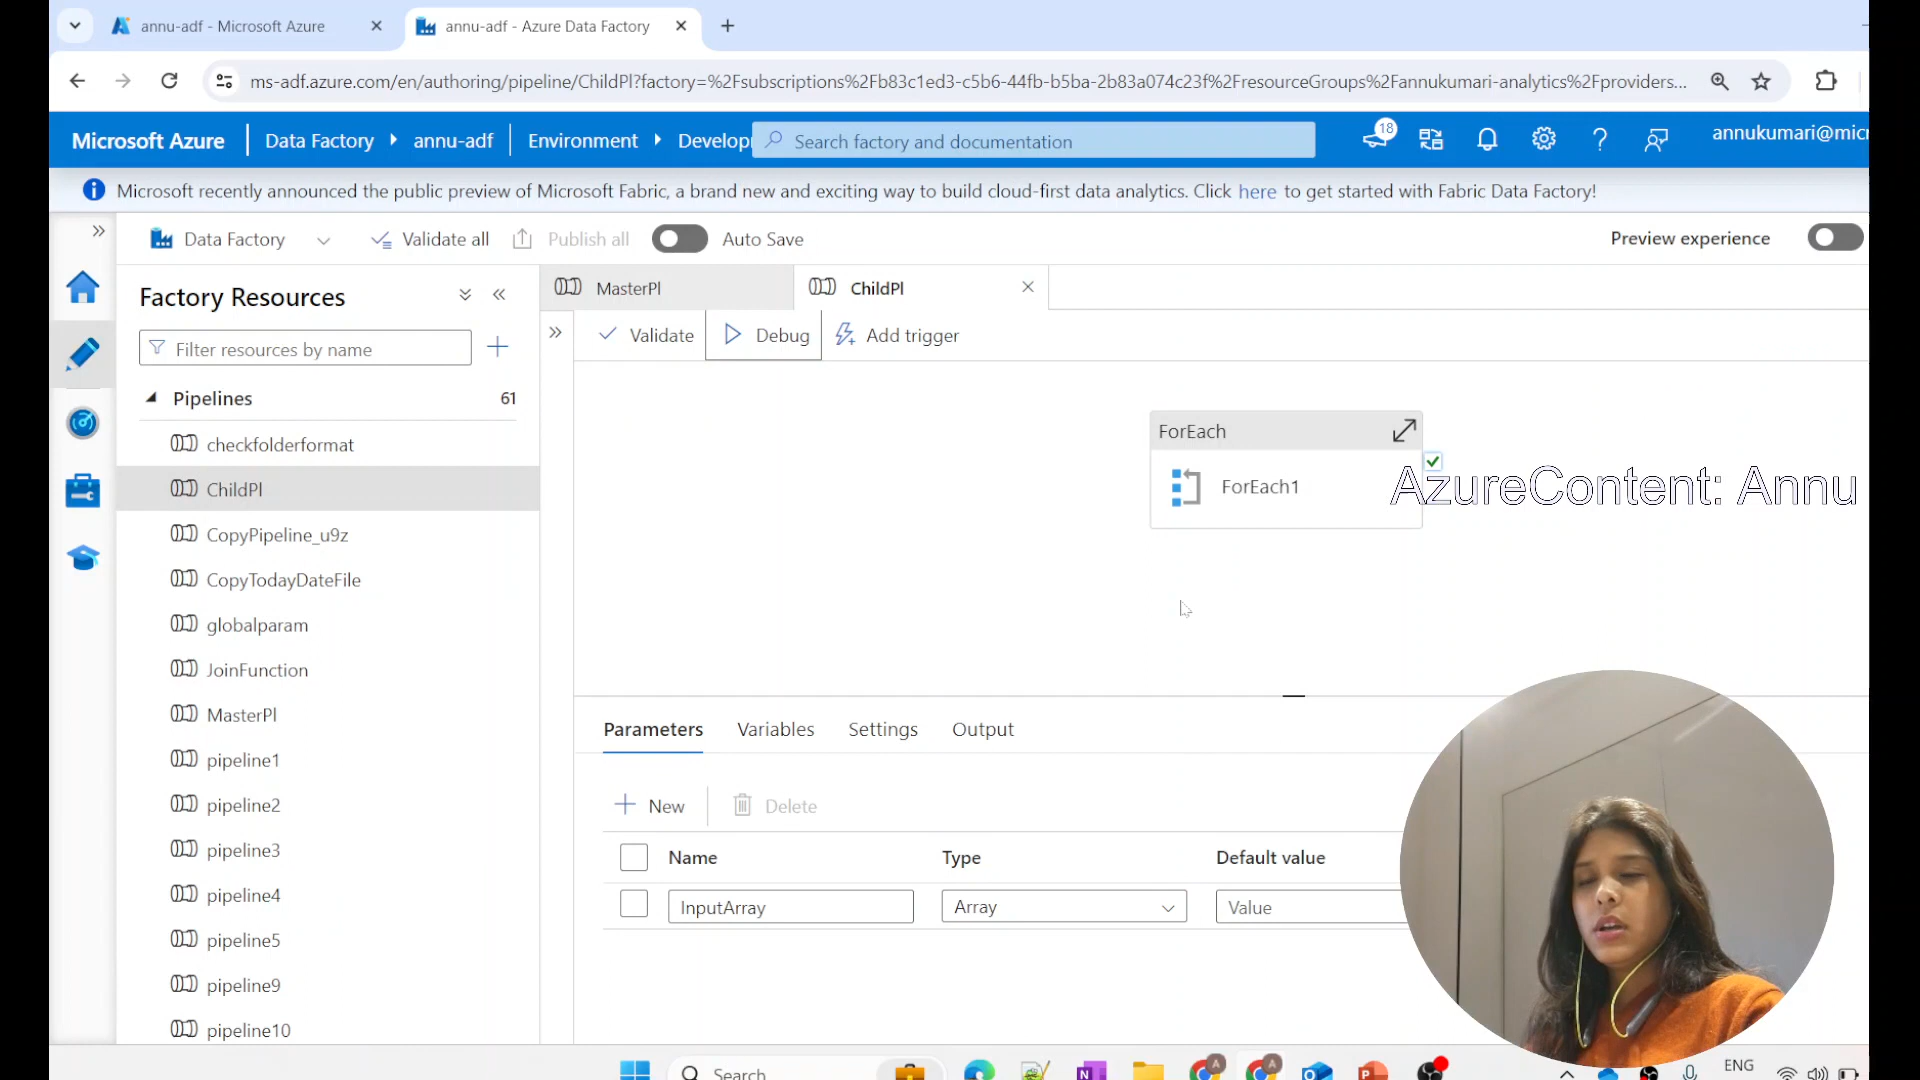 annu-adf - Microsoft Azure
annu-adf - Azure Data Factory
ms-adf.azure.com/en/authoring/pipeline/ChildPl?factory=%2Fsubscriptions%2Fb83c1ed3-c5b6-44fb-b5ba-2b83a074c23f%2FresourceGroups%2Fannukumari-analytics%2Fproviders...
Microsoft Azure
Data Factory
annu-adf
Environment
Develop
Search factory and documentation
18
annukumari@mic
Microsoft recently announced the public preview of Microsoft Fabric, a brand new and exciting way to build cloud-first data analytics. Click here to get started with Fabric Data Factory!
Data Factory
Validate all
Publish all
Auto Save
Preview experience
Factory Resources
MasterPl
ChildPl
Filter resources by name
Validate
Debug
Add trigger
Pipelines
61
checkfolderformat
ChildPl
CopyPipeline_u9z
CopyTodayDateFile
globalparam
JoinFunction
MasterPl
pipeline1
pipeline2
pipeline3
pipeline4
pipeline5
pipeline9
pipeline10
ForEach
ForEach1
AzureContent: Annu
Parameters
Variables
Settings
Output
New
Delete
Name
Type
Default value
InputArray
Array
Value
Search
ENG